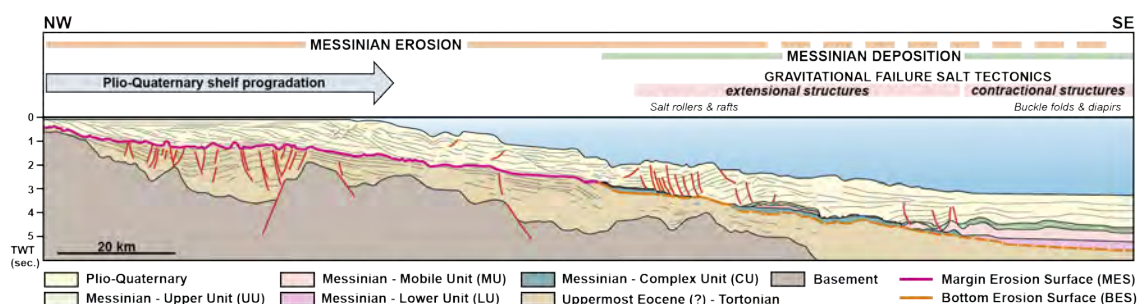 NW SE
MESSINIAN EROSION
MESSINIAN DEPOSITION
Plio-Quaternary shelf progradation
GRAVITATIONAL FAILURE SALT TECTONICS
extensional structures contractional structures
Salt rollers & rafts Buckle folds & diapirs
0
1
2
3
4
5
TWT
(sec.)
20 km
Plio-Quaternary Messinian - Mobile Unit (MU) Messinian - Complex Unit (CU) Basement Margin Erosion Surface (MES)
Messinian - Upper Unit (UU) Messinian - Lower Unit (LU) Uppermost Eocene (?) - Tortonian Bottom Erosion Surface (BES)